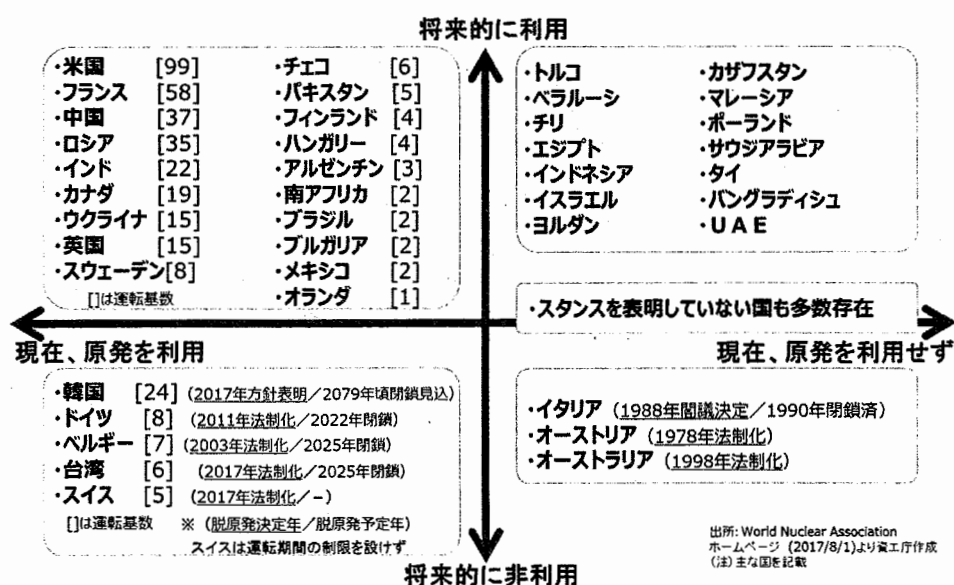 将来的に利用
・米国 [99]
・フランス [58]
・中国 [37]
・ロシア [35]
・インド [22]
・カナダ [19]
・ウクライナ [15]
・英国 [15]
・スウェーデン[8]
[]は運転基数
・チェコ [6]
・パキスタン [5]
・フィンランド [4]
・ハンガリー [4]
・アルゼンチン [3]
・南アフリカ [2]
・ブラジル [2]
・ブルガリア [2]
・メキシコ [2]
・オランダ [1]
・トルコ
・ベラルーシ
・チリ
・エジプト
・インドネシア
・イスラエル
・ヨルダン
・カザフスタン
・マレーシア
・ポーランド
・サウジアラビア
・タイ
・バングラディシュ
・UAE
・スタンスを表明していない国も多数存在
現在、原発を利用
現在、原発を利用せず
・韓国 [24] (2017年方針表明/2079年頃閉鎖見込)
・ドイツ [8] (2011年法制化/2022年閉鎖)
・ベルギー [7] (2003年法制化/2025年閉鎖)
・台湾 [6] (2017年法制化/2025年閉鎖)
・スイス [5] (2017年法制化/-)
[]は運転基数 ※ (脱原発決定年/脱原発予定年)
スイスは運転期間の制限を設けず
・イタリア (1988年閣議決定/1990年閉鎖済)
・オーストリア (1978年法制化)
・オーストラリア (1998年法制化)
将来的に非利用
出所: World Nuclear Association
ホームページ (2017/8/1)より資エ庁作成
(注) 主な国を記載